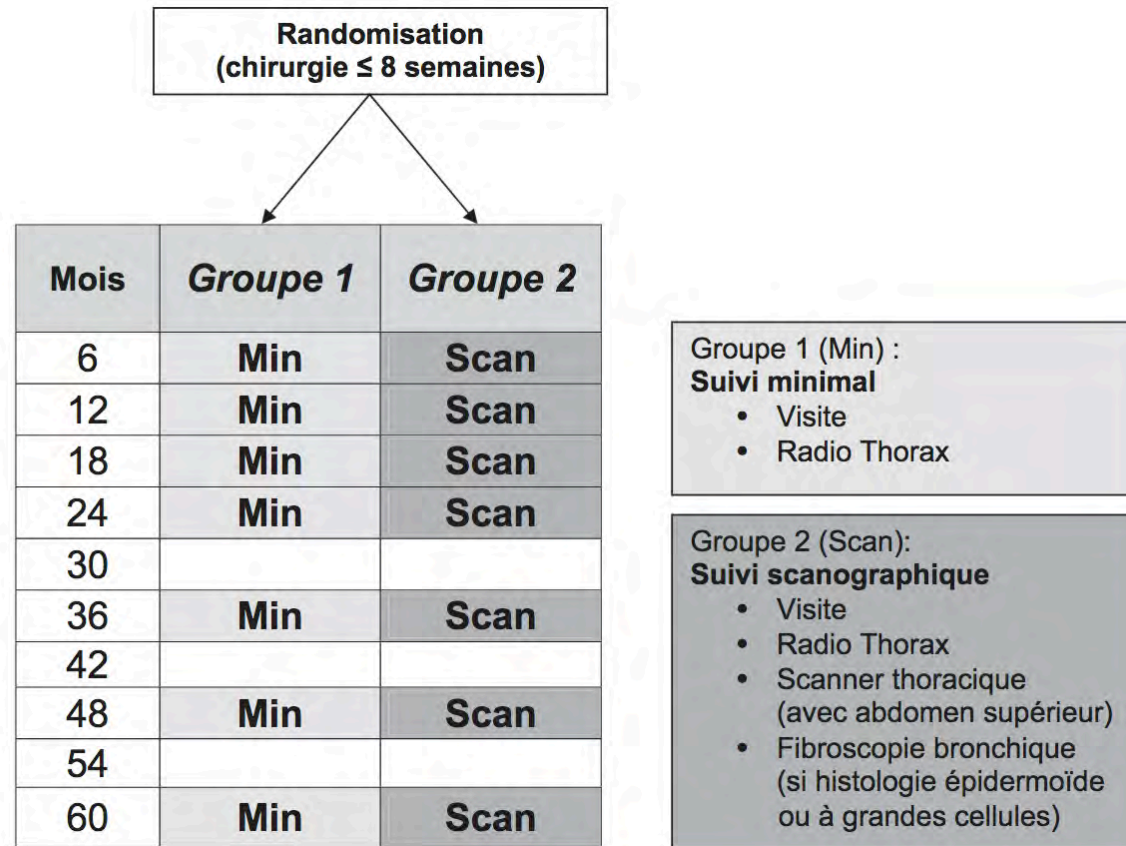 Randomisation
(chirurgie ≤ 8 semaines)
Mois Groupe 1 Groupe 2
6 Min Scan
12 Min Scan
18 Min Scan
24 Min Scan
30
36 Min Scan
42
48 Min Scan
54
60 Min Scan
Groupe 1 (Min) :
Suivi minimal
• Visite
• Radio Thorax
Groupe 2 (Scan):
Suivi scanographique
• Visite
• Radio Thorax
• Scanner thoracique
(avec abdomen supérieur)
• Fibroscopie bronchique
(si histologie épidermoïde
ou à grandes cellules)